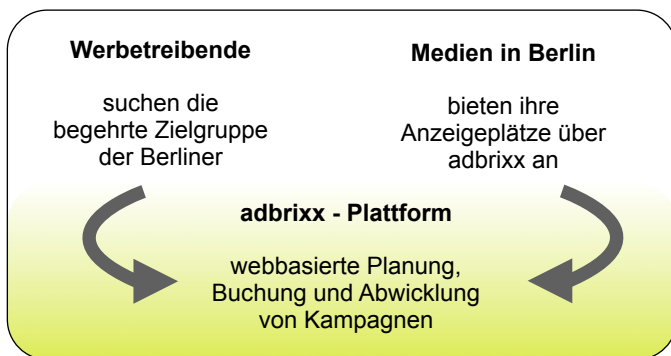 Werbetreibende
suchen die
begehrte Zielgruppe
der Berliner
Medien in Berlin
bieten ihre
Anzeigeplätze über
adbrixx an
adbrixx - Plattform
webbasierte Planung,
Buchung und Abwicklung
von Kampagnen